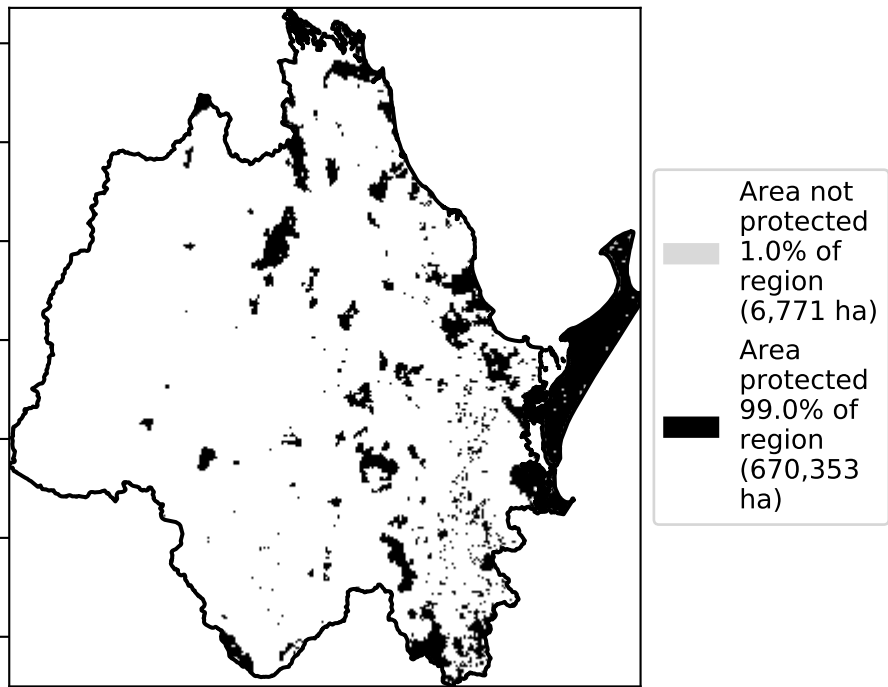 Area not
protected
1.0% of
region
(6,771 ha)
Area
protected
99.0% of
region
(670,353
ha)